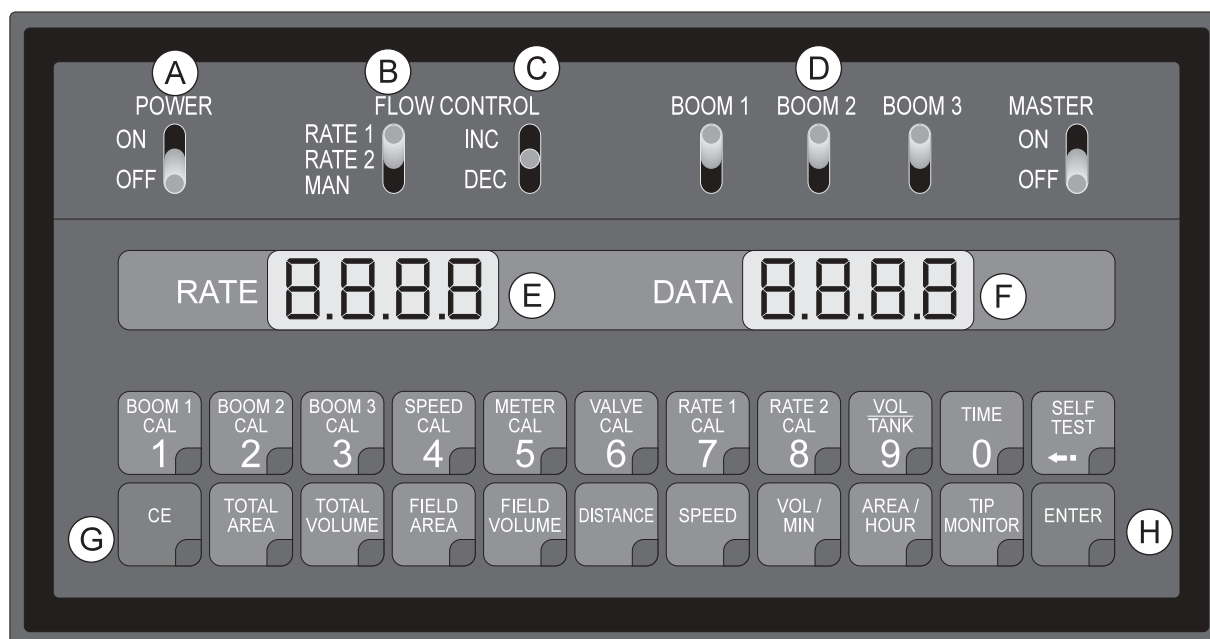 A
B
C
D
POWER
ON
OFF
FLOW CONTROL
RATE 1
RATE 2
MAN
INC
DEC
BOOM 1
BOOM 2
BOOM 3
MASTER
ON
OFF
RATE
8.8.8.8
E
DATA
8.8.8.8
F
BOOM 1
CAL
1
BOOM 2
CAL
2
BOOM 3
CAL
3
SPEED
CAL
4
METER
CAL
5
VALVE
CAL
6
RATE 1
CAL
7
RATE 2
CAL
8
VOL
TANK
9
TIME
0
SELF
TEST
G
CE
TOTAL
AREA
TOTAL
VOLUME
FIELD
AREA
FIELD
VOLUME
DISTANCE
SPEED
VOL /
MIN
AREA /
HOUR
TIP
MONITOR
ENTER
H